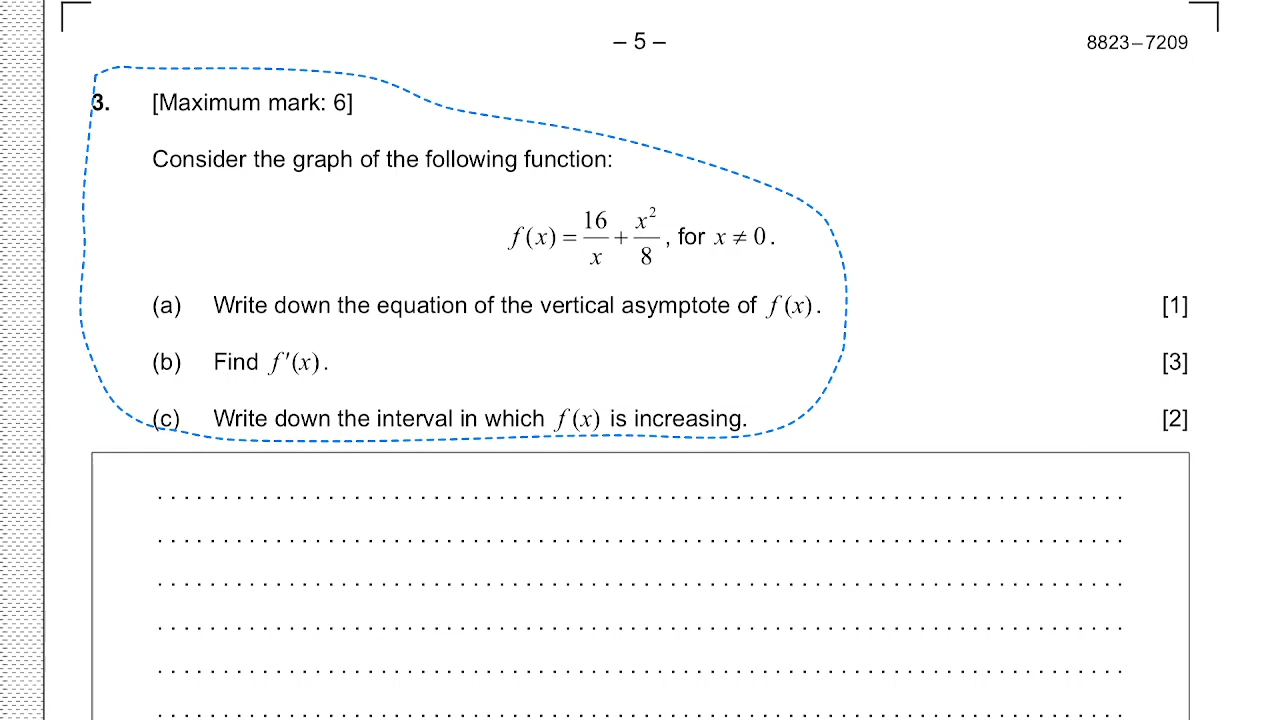 – 5 –
8823–7209
3. [Maximum mark: 6]
Consider the graph of the following function:
f(x) = 16/x + x²/8, for x ≠ 0.
(a) Write down the equation of the vertical asymptote of f(x). [1]
(b) Find f′(x). [3]
(c) Write down the interval in which f(x) is increasing. [2]